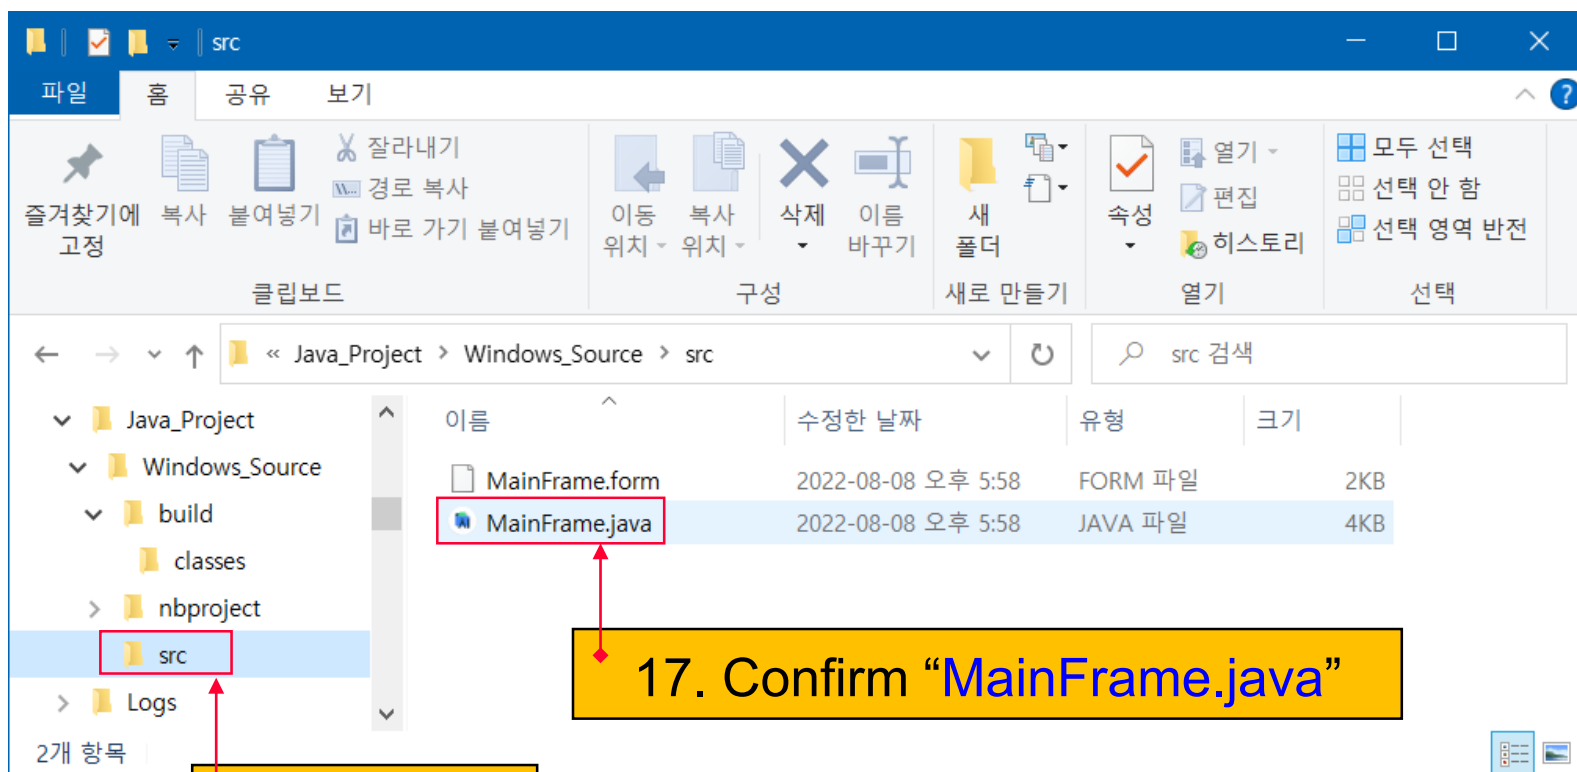 src
파일 홈 공유 보기
즐겨찾기에 고정
복사
붙여넣기
잘라내기
경로 복사
바로 가기 붙여넣기
클립보드
이동 위치
복사 위치
삭제
이름 바꾸기
구성
새 폴더
새로 만들기
속성
열기
편집
히스토리
열기
모두 선택
선택 안 함
선택 영역 반전
선택
« Java_Project > Windows_Source > src
src 검색
Java_Project
Windows_Source
build
classes
nbproject
src
Logs
이름 수정한 날짜 유형 크기
MainFrame.form 2022-08-08 오후 5:58 FORM 파일 2KB
MainFrame.java 2022-08-08 오후 5:58 JAVA 파일 4KB
17. Confirm “MainFrame.java”
2개 항목